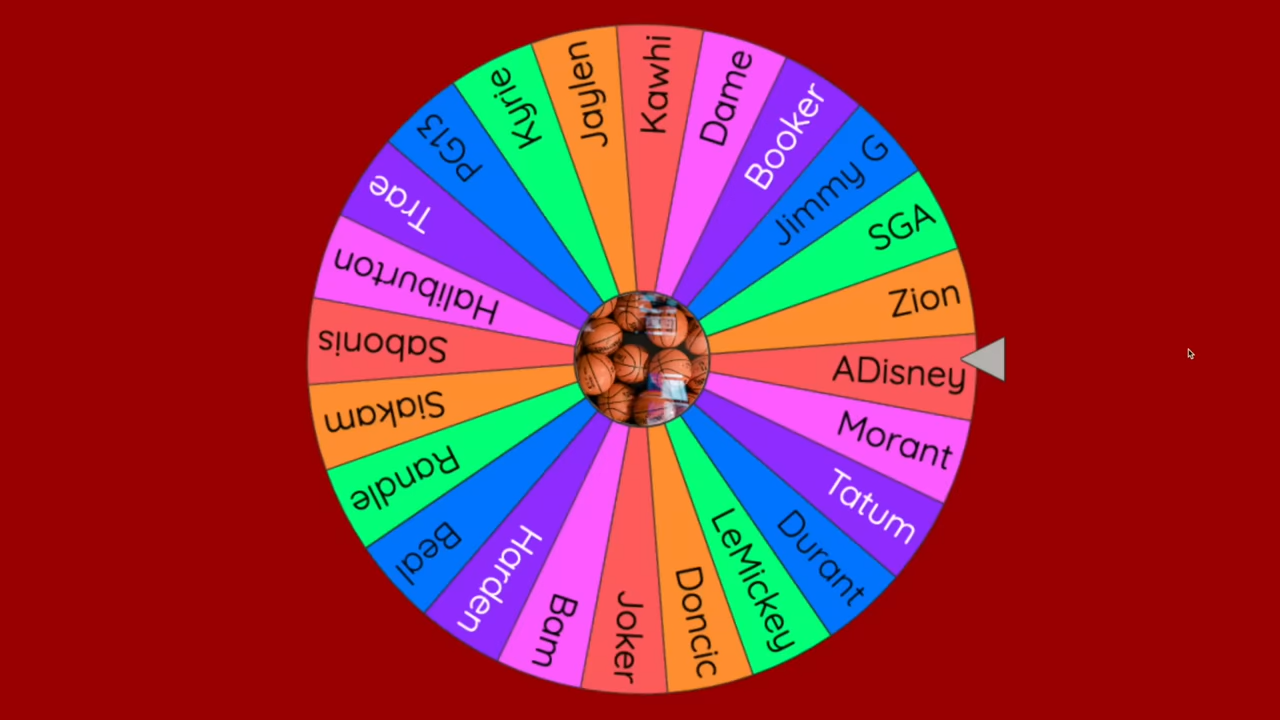 Kawhi
Dame
Booker
Jimmy G
SGA
Zion
ADisney
Morant
Tatum
Durant
LeMickey
Doncic
Joker
Bam
Harden
Beal
Randle
Siakam
Sabonis
Haliburton
Trae
PG13
Kyrie
Jaylen